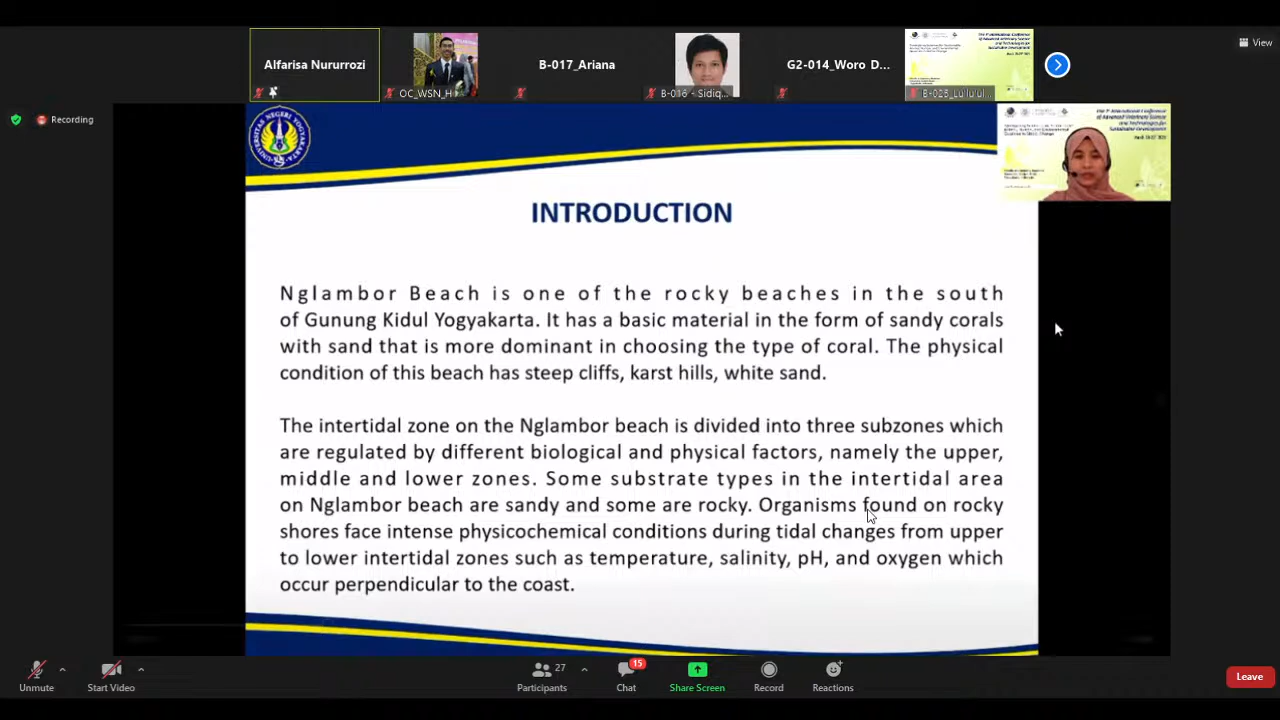 View
Alfan Nururrozi
OC_WSN_H
B-017_Ariana
B-016 - Sidiq...
G2-014_Woro D...
B-028_Lu'lu'ul...
Recording
INTRODUCTION
Nglambor Beach is one of the rocky beaches in the south
of Gunung Kidul Yogyakarta. It has a basic material in the form of sandy corals
with sand that is more dominant in choosing the type of coral. The physical
condition of this beach has steep cliffs, karst hills, white sand.
The intertidal zone on the Nglambor beach is divided into three subzones which
are regulated by different biological and physical factors, namely the upper,
middle and lower zones. Some substrate types in the intertidal area
on Nglambor beach are sandy and some are rocky. Organisms found on rocky
shores face intense physicochemical conditions during tidal changes from upper
to lower intertidal zones such as temperature, salinity, pH, and oxygen which
occur perpendicular to the coast.
Unmute
Start Video
27
Participants
15
Chat
Share Screen
Record
Reactions
Leave